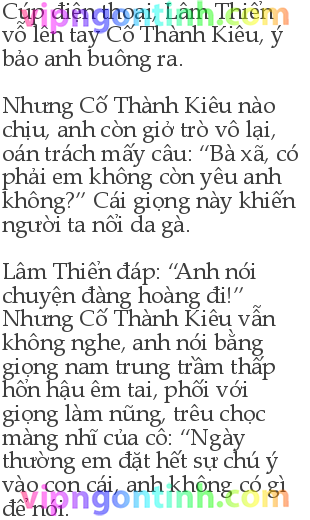 Cúp điện thoại, Lâm Thiển
vỗ lên tay Cố Thành Kiêu, ý
bảo anh buông ra.
Nhưng Cố Thành Kiêu nào
chịu, anh còn giở trò vô lại,
oán trách mấy câu: “Bà xã, có
phải em không còn yêu anh
không?” Cái giọng này khiến
người ta nổi da gà.
Lâm Thiển đáp: “Anh nói
chuyện đàng hoàng đi!”
Nhưng Cố Thành Kiêu vẫn
không nghe, anh nói bằng
giọng nam trung trầm thấp
hồn hậu êm tai, phối với
giọng làm nũng, trêu chọc
màng nhĩ của cô: “Ngày
thường em đặt hết sự chú ý
vào con cái, anh không có gì
để nói.
vipngontinh.com
vipngontinh.com